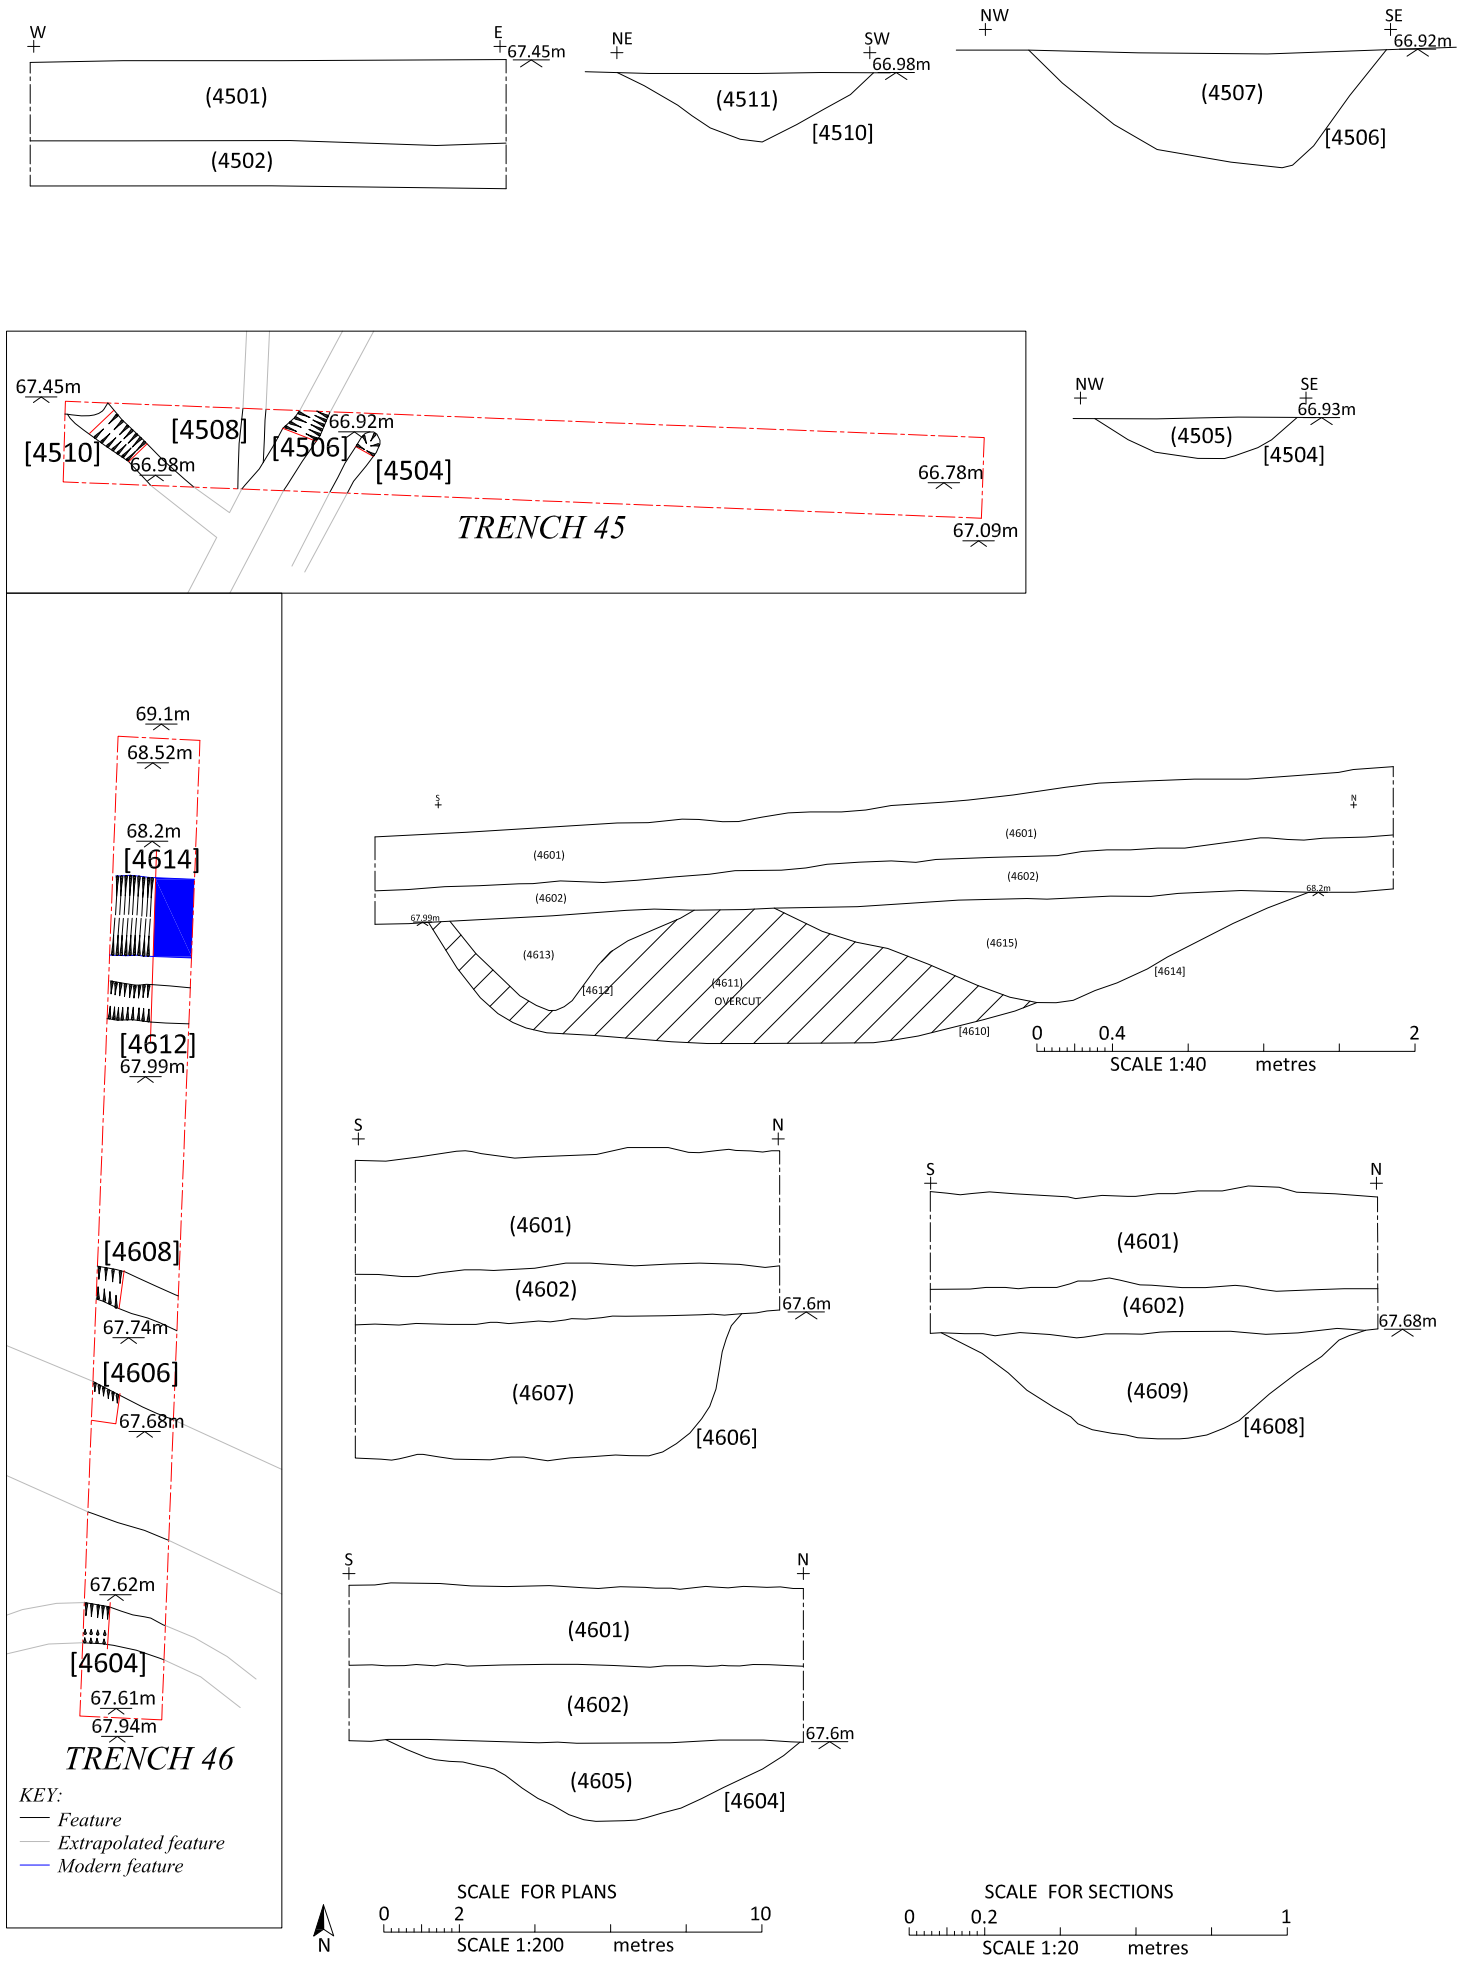 W E 67.45m
(4501)
(4502)
NE SW 66.98m
(4511)
[4510]
NW SE 66.92m
(4507)
[4506]
67.45m
[4510]
66.98m
[4508]
[4506]
66.92m
[4504]
66.78m
67.09m
TRENCH 45
NW SE 66.93m
(4505)
[4504]
69.1m
68.52m
68.2m
[4614]
[4612]
67.99m
[4608]
67.74m
[4606]
67.68m
67.62m
[4604]
67.61m
67.94m
TRENCH 46
KEY:
Feature
Extrapolated feature
Modern feature
S N
(4601)
(4601)
(4602)
(4602)
67.99m
68.2m
(4613)
[4612]
(4611)
OVERCUT
(4615)
[4614]
[4610]
0 0.4 2
SCALE 1:40 metres
S N
(4601)
(4602)
67.6m
(4607)
[4606]
S N
(4601)
(4602)
67.68m
(4609)
[4608]
S N
(4601)
(4602)
67.6m
(4605)
[4604]
N
SCALE FOR PLANS
0 2 10
SCALE 1:200 metres
SCALE FOR SECTIONS
0 0.2 1
SCALE 1:20 metres